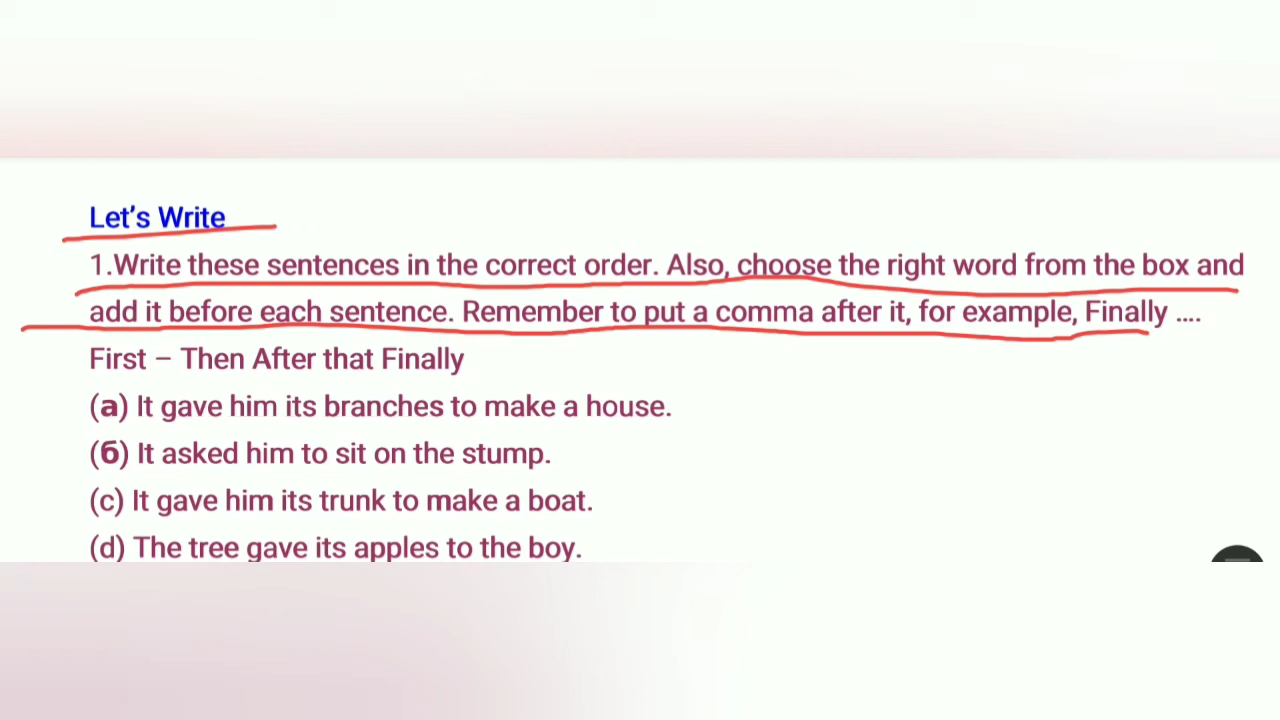 Let's Write
1.Write these sentences in the correct order. Also, choose the right word from the box and
add it before each sentence. Remember to put a comma after it, for example, Finally ....
First – Then After that Finally
(a) It gave him its branches to make a house.
(б) It asked him to sit on the stump.
(c) It gave him its trunk to make a boat.
(d) The tree gave its apples to the boy.